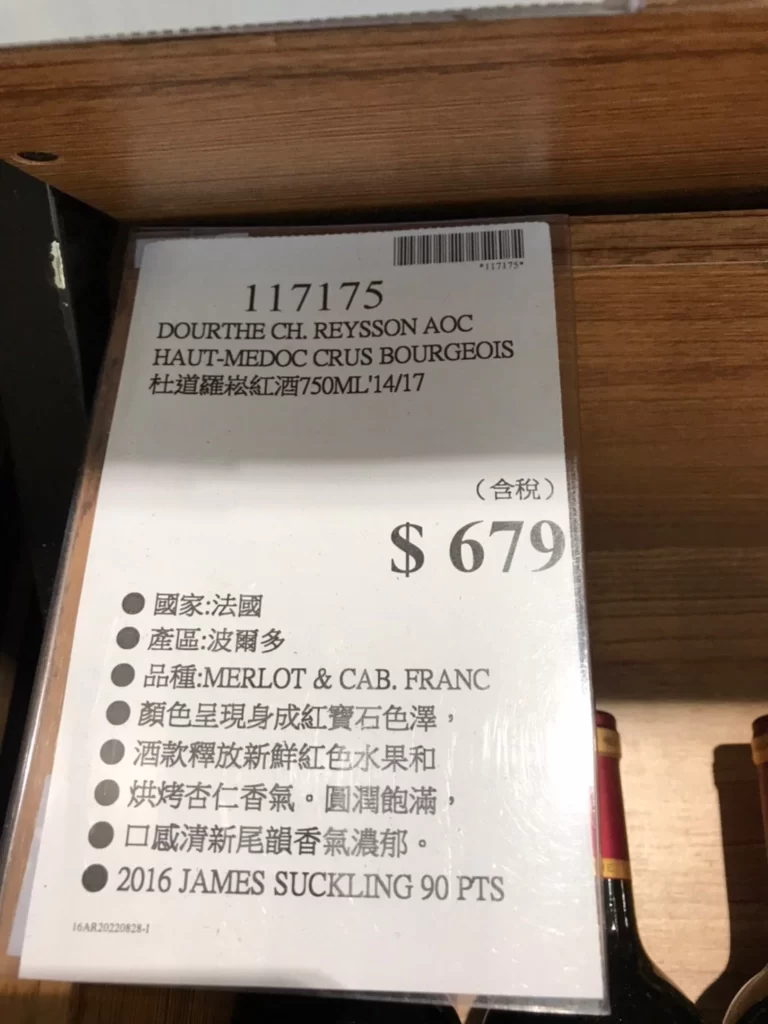 *117175*
117175
DOURTHE CH. REYSSON AOC
HAUT-MEDOC CRUS BOURGEOIS
杜道羅崧紅酒750ML'14/17
（含稅）
$ 679
● 國家:法國
● 產區:波爾多
● 品種:MERLOT & CAB. FRANC
● 顏色呈現身成紅寶石色澤，
● 酒款釋放新鮮紅色水果和
● 烘烤杏仁香氣。圓潤飽滿，
● 口感清新尾韻香氣濃郁。
● 2016 JAMES SUCKLING 90 PTS
16AR20220828-1